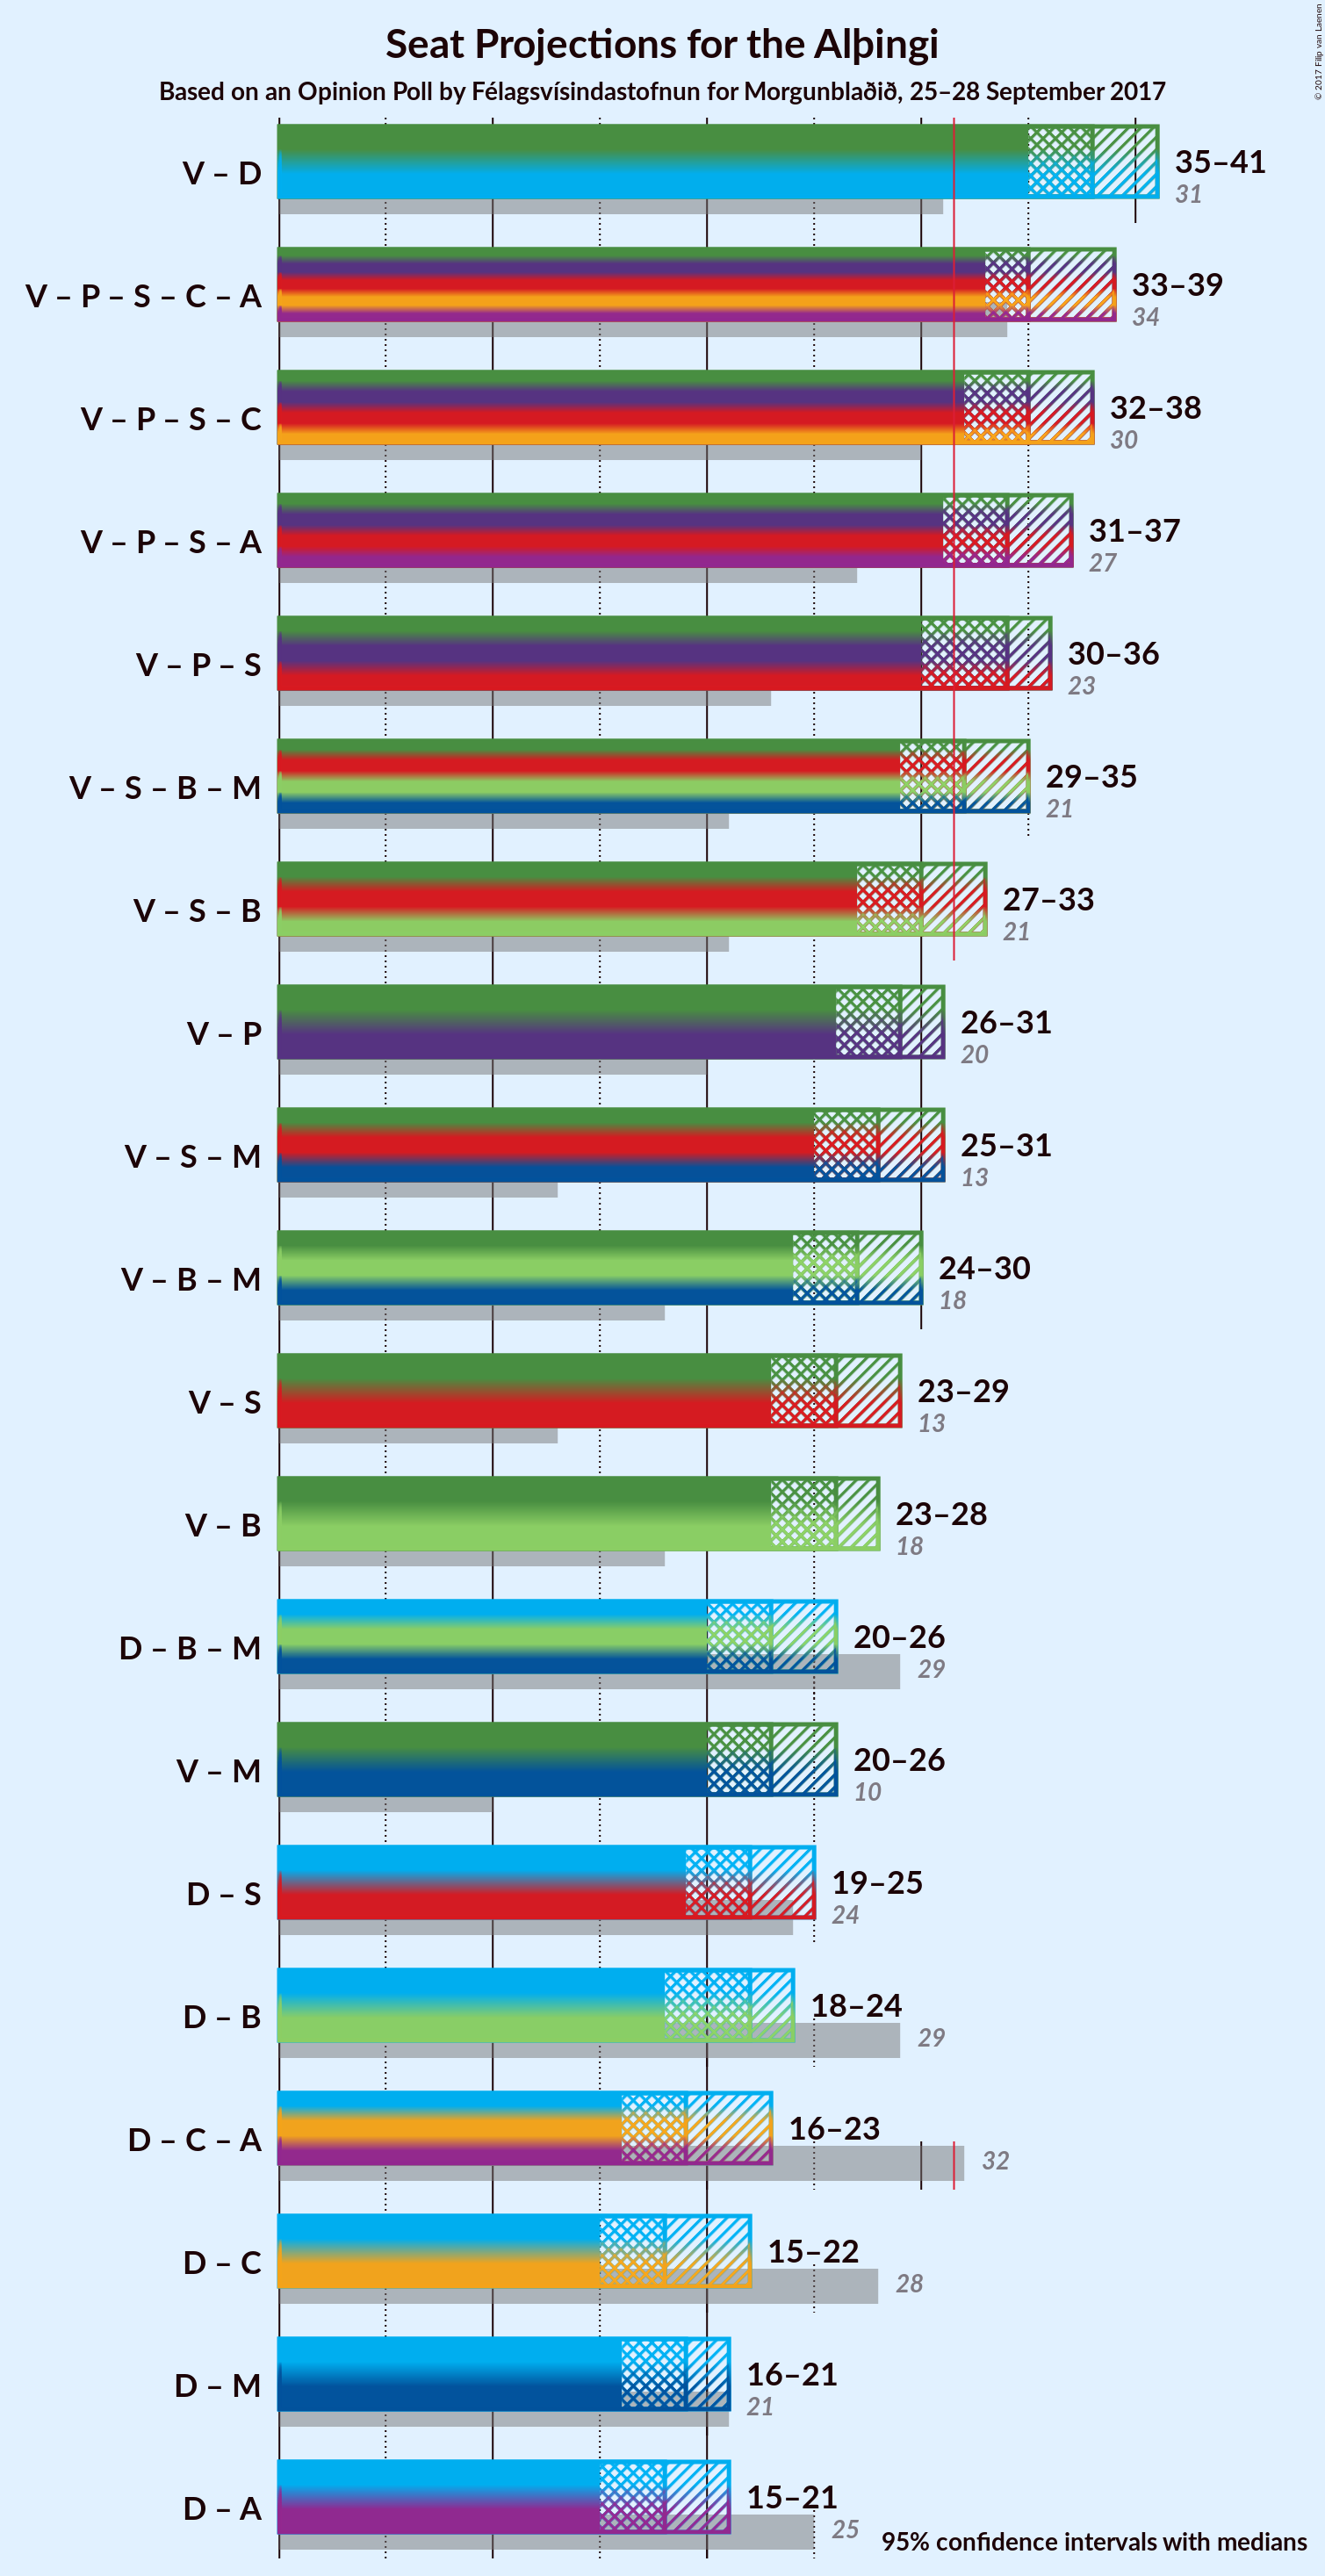 Seat Projections for the Alþingi
Based on an Opinion Poll by Félagsvísindastofnun for Morgunblaðið, 25–28 September 2017
© 2017 Filip van Laenen
V – D
35–41
31
V – P – S – C – A
33–39
34
V – P – S – C
32–38
30
V – P – S – A
31–37
27
V – P – S
30–36
23
V – S – B – M
29–35
21
V – S – B
27–33
21
V – P
26–31
20
V – S – M
25–31
13
V – B – M
24–30
18
V – S
23–29
13
V – B
23–28
18
D – B – M
20–26
29
V – M
20–26
10
D – S
19–25
24
D – B
18–24
29
D – C – A
16–23
32
D – C
15–22
28
D – M
16–21
21
D – A
15–21
25
95% confidence intervals with medians